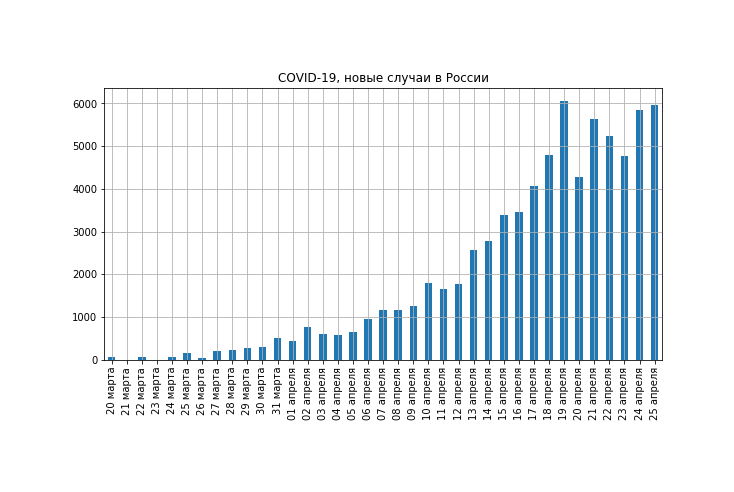 COVID-19, новые случаи в России
6000
5000
4000
3000
2000
1000
0
20 марта
21 марта
22 марта
23 марта
24 марта
25 марта
26 марта
27 марта
28 марта
29 марта
30 марта
31 марта
01 апреля
02 апреля
03 апреля
04 апреля
05 апреля
06 апреля
07 апреля
08 апреля
09 апреля
10 апреля
11 апреля
12 апреля
13 апреля
14 апреля
15 апреля
16 апреля
17 апреля
18 апреля
19 апреля
20 апреля
21 апреля
22 апреля
23 апреля
24 апреля
25 апреля